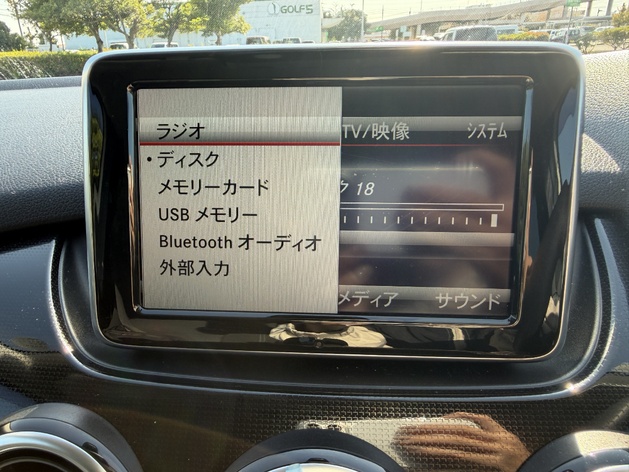 GOLF5
ラジオ
TV/映像 ｼｽﾃﾑ
•ディスク
メモリーカード
18
USB メモリー
Bluetooth オーディオ
外部入力
メディア サウンド